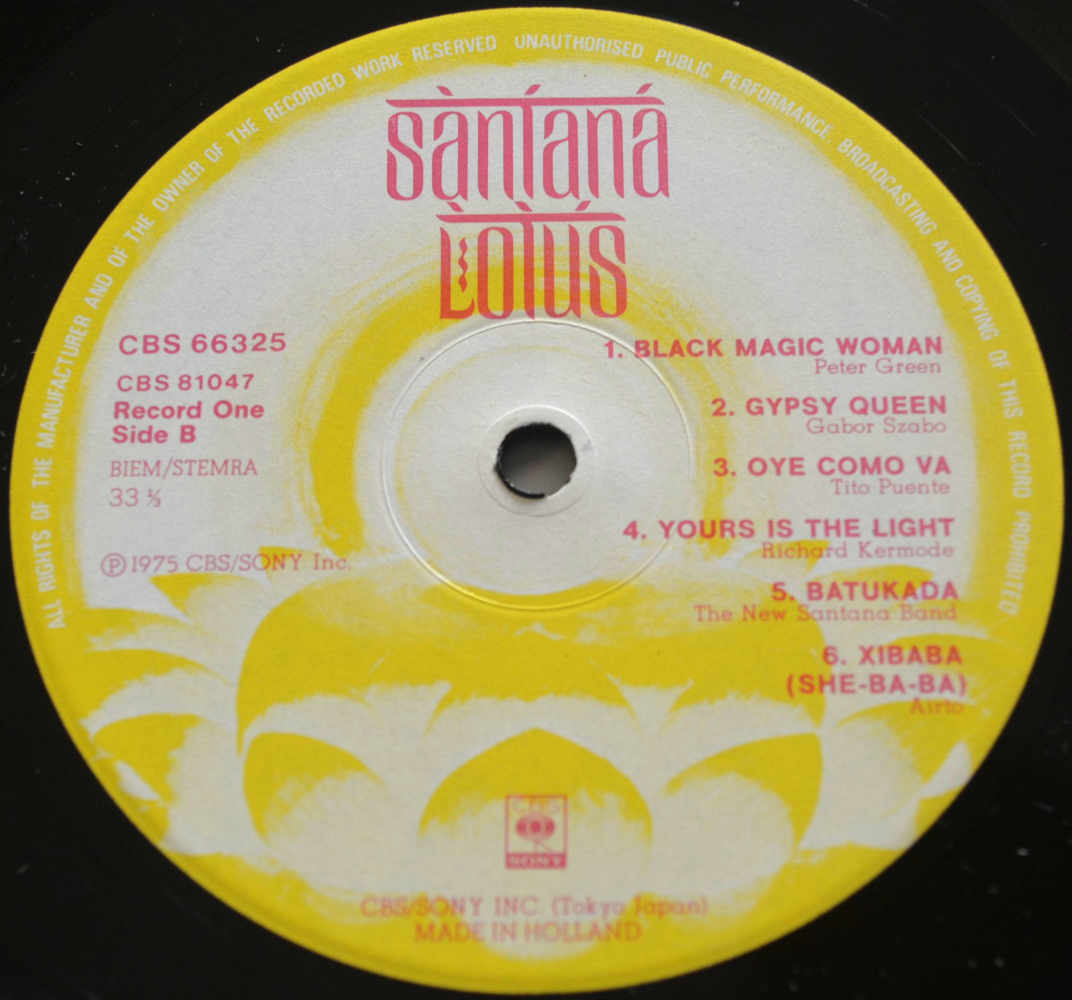 ALL RIGHTS OF THE MANUFACTURER AND OF THE OWNER OF THE RECORDED WORK RESERVED UNAUTHORISED PUBLIC PERFORMANCE BROADCASTING AND COPYING OF THIS RECORD PROHIBITED
santana
Lotus
CBS 66325
CBS 81047
Record One
Side B
BIEM/STEMRA
33 ⅓
Ⓟ 1975 CBS/SONY Inc.
1. BLACK MAGIC WOMAN
Peter Green
2. GYPSY QUEEN
Gabor Szabo
3. OYE COMO VA
Tito Puente
4. YOURS IS THE LIGHT
Richard Kermode
5. BATUKADA
The New Santana Band
6. XIBABA
(SHE-BA-BA)
Airto
CBS
SONY
CBS/SONY INC. (Tokyo Japan)
MADE IN HOLLAND